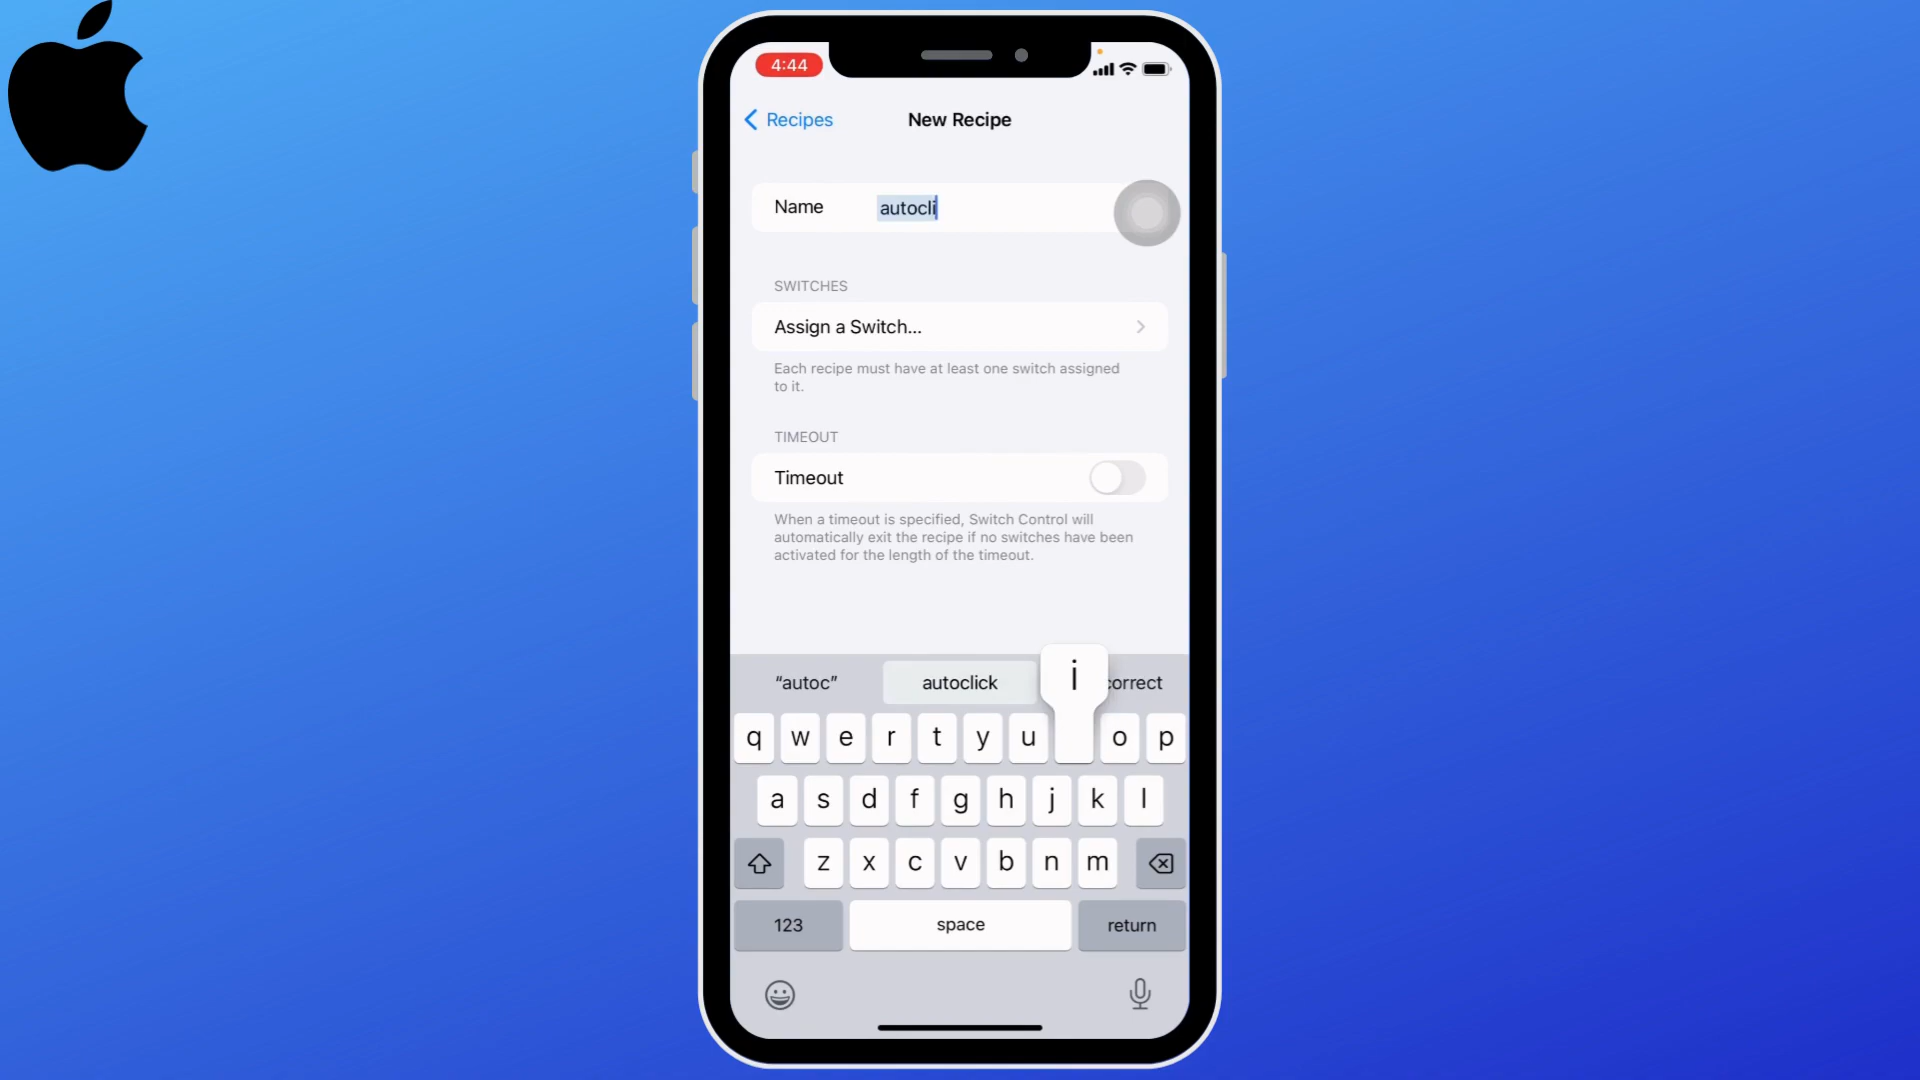 4:44
Recipes
New Recipe
Name autocli
SWITCHES
Assign a Switch...
Each recipe must have at least one switch assigned
to it.
TIMEOUT
Timeout
When a timeout is specified, Switch Control will
automatically exit the recipe if no switches have been
activated for the length of the timeout.
“autoc” autoclick correct
i
q w e r t y u o p
a s d f g h j k l
z x c v b n m
123 space return